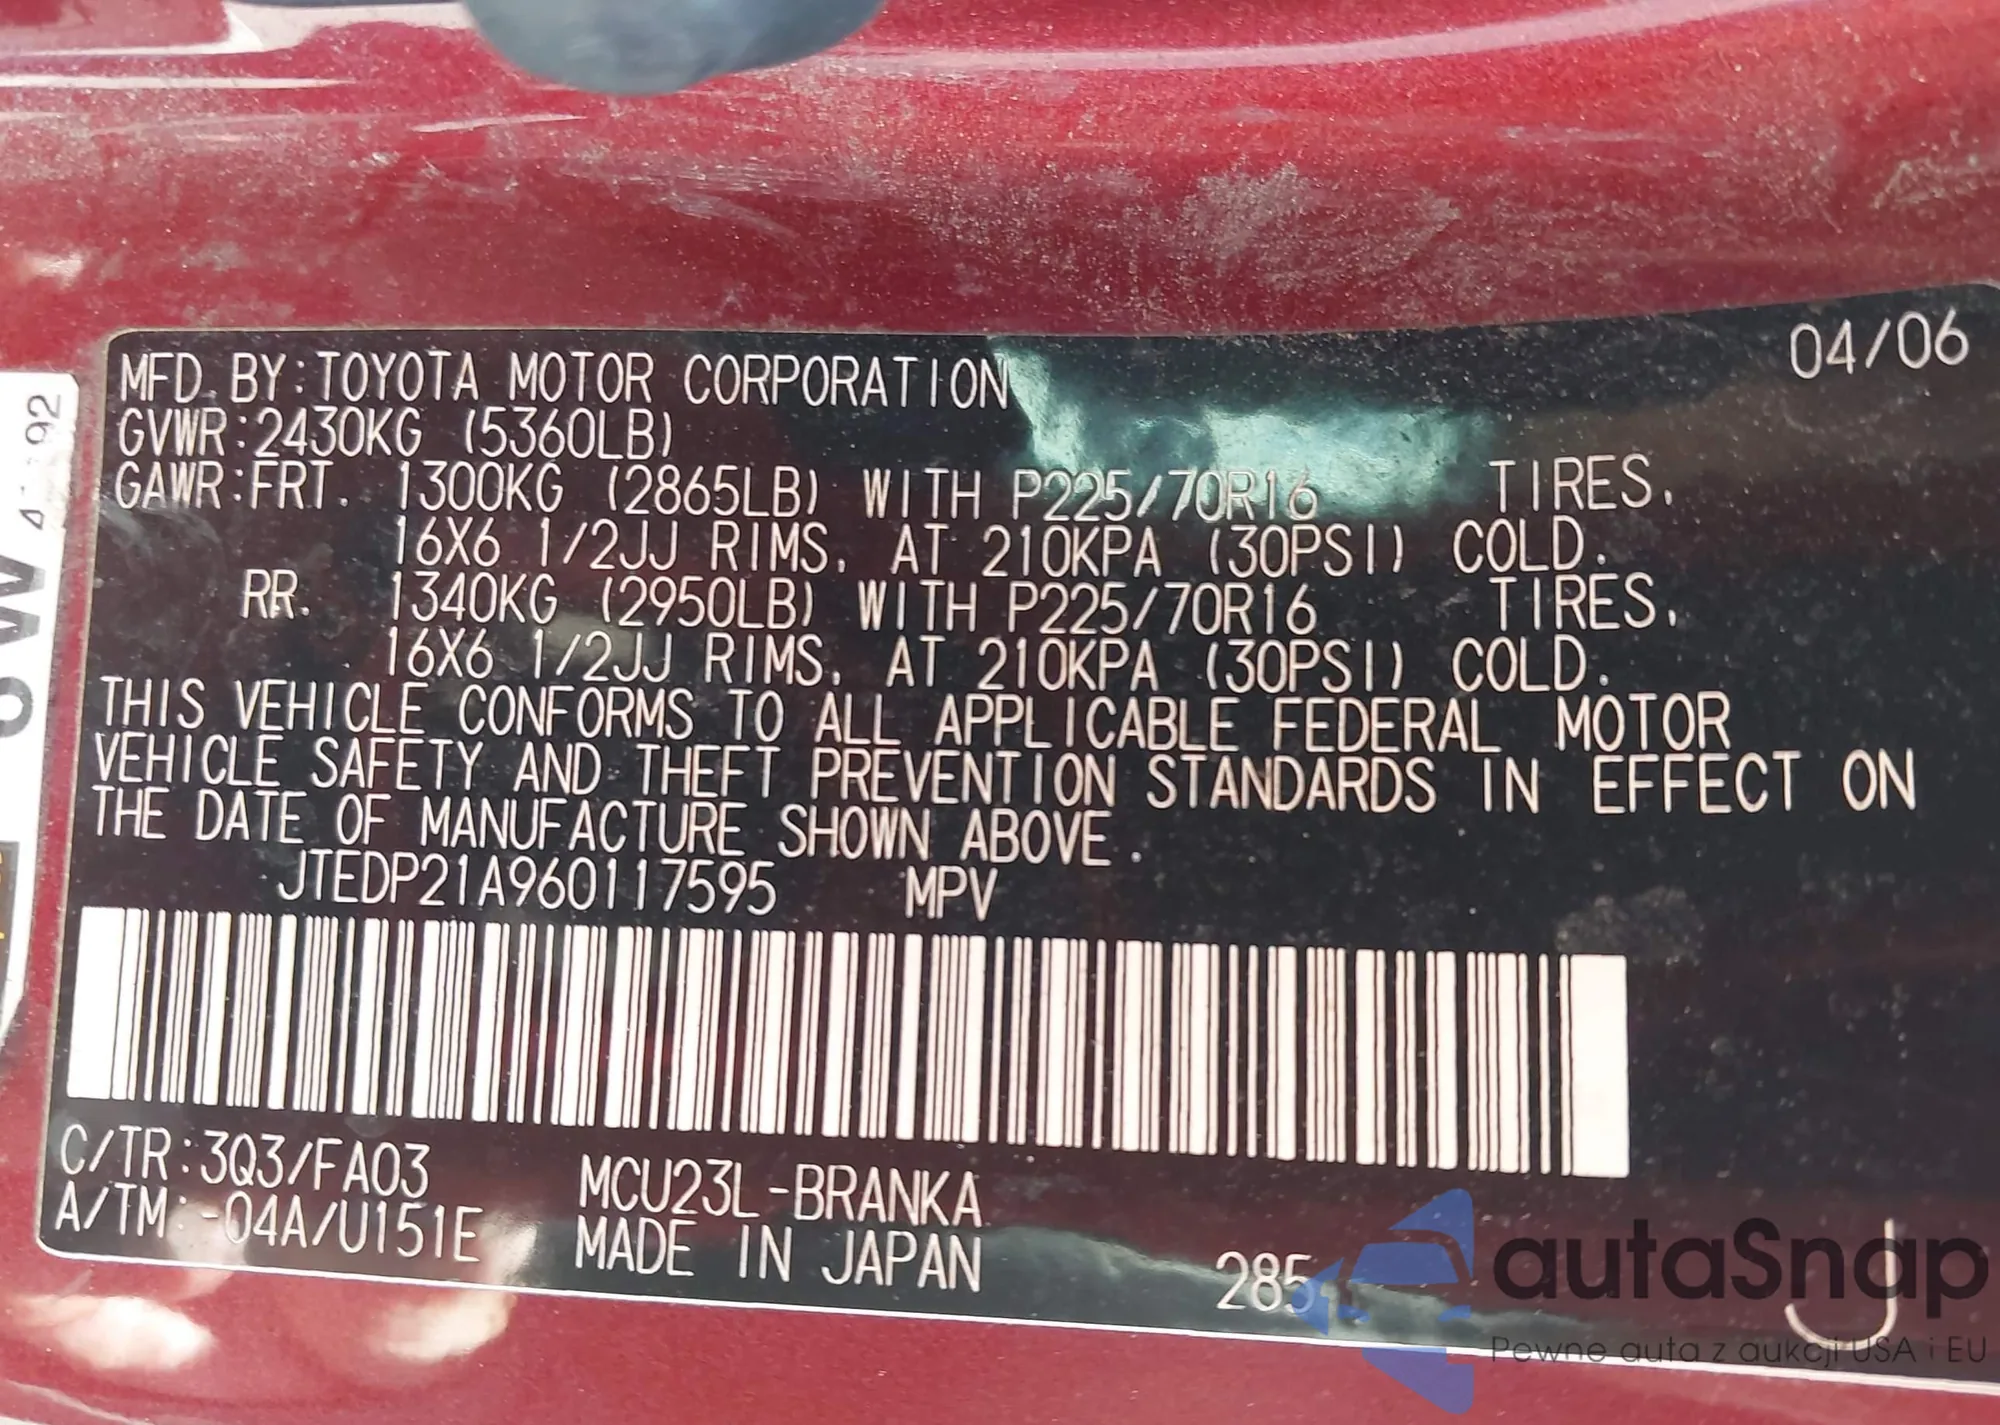 04/06
MFD. BY:TOYOTA MOTOR CORPORATION
GVWR:2430KG (5360LB)
GAWR:FRT. 1300KG (2865LB) WITH P225/70R16 TIRES,
16X6 1/2JJ RIMS, AT 210KPA (30PSI) COLD.
RR. 1340KG (2950LB) WITH P225/70R16 TIRES,
16X6 1/2JJ RIMS, AT 210KPA (30PSI) COLD.
THIS VEHICLE CONFORMS TO ALL APPLICABLE FEDERAL MOTOR
VEHICLE SAFETY AND THEFT PREVENTION STANDARDS IN EFFECT ON
THE DATE OF MANUFACTURE SHOWN ABOVE.
JTEDP21A960117595 MPV
C/TR:3Q3/FA03 MCU23L-BRANKA
A/TM:-04A/U151E MADE IN JAPAN
285
J
autaSnap
Pewne auta z aukcji USA i EU